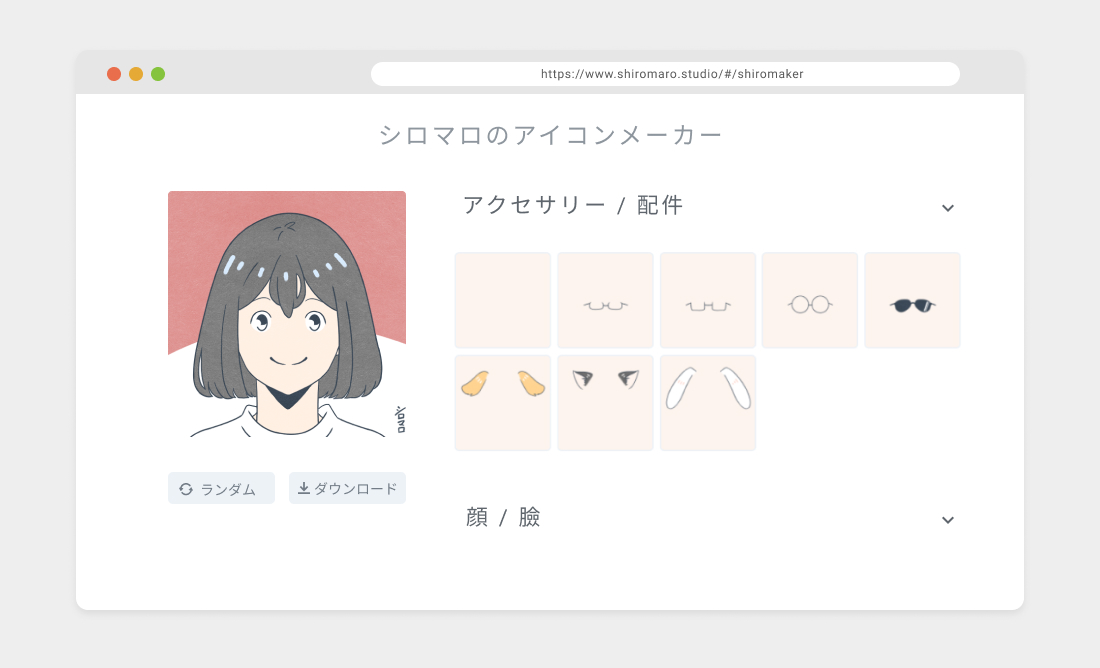 https://www.shiromaro.studio/#/shiromaker
シロマロのアイコンメーカー
アクセサリー / 配件
シロマロ
ランダム
ダウンロード
顔 / 臉